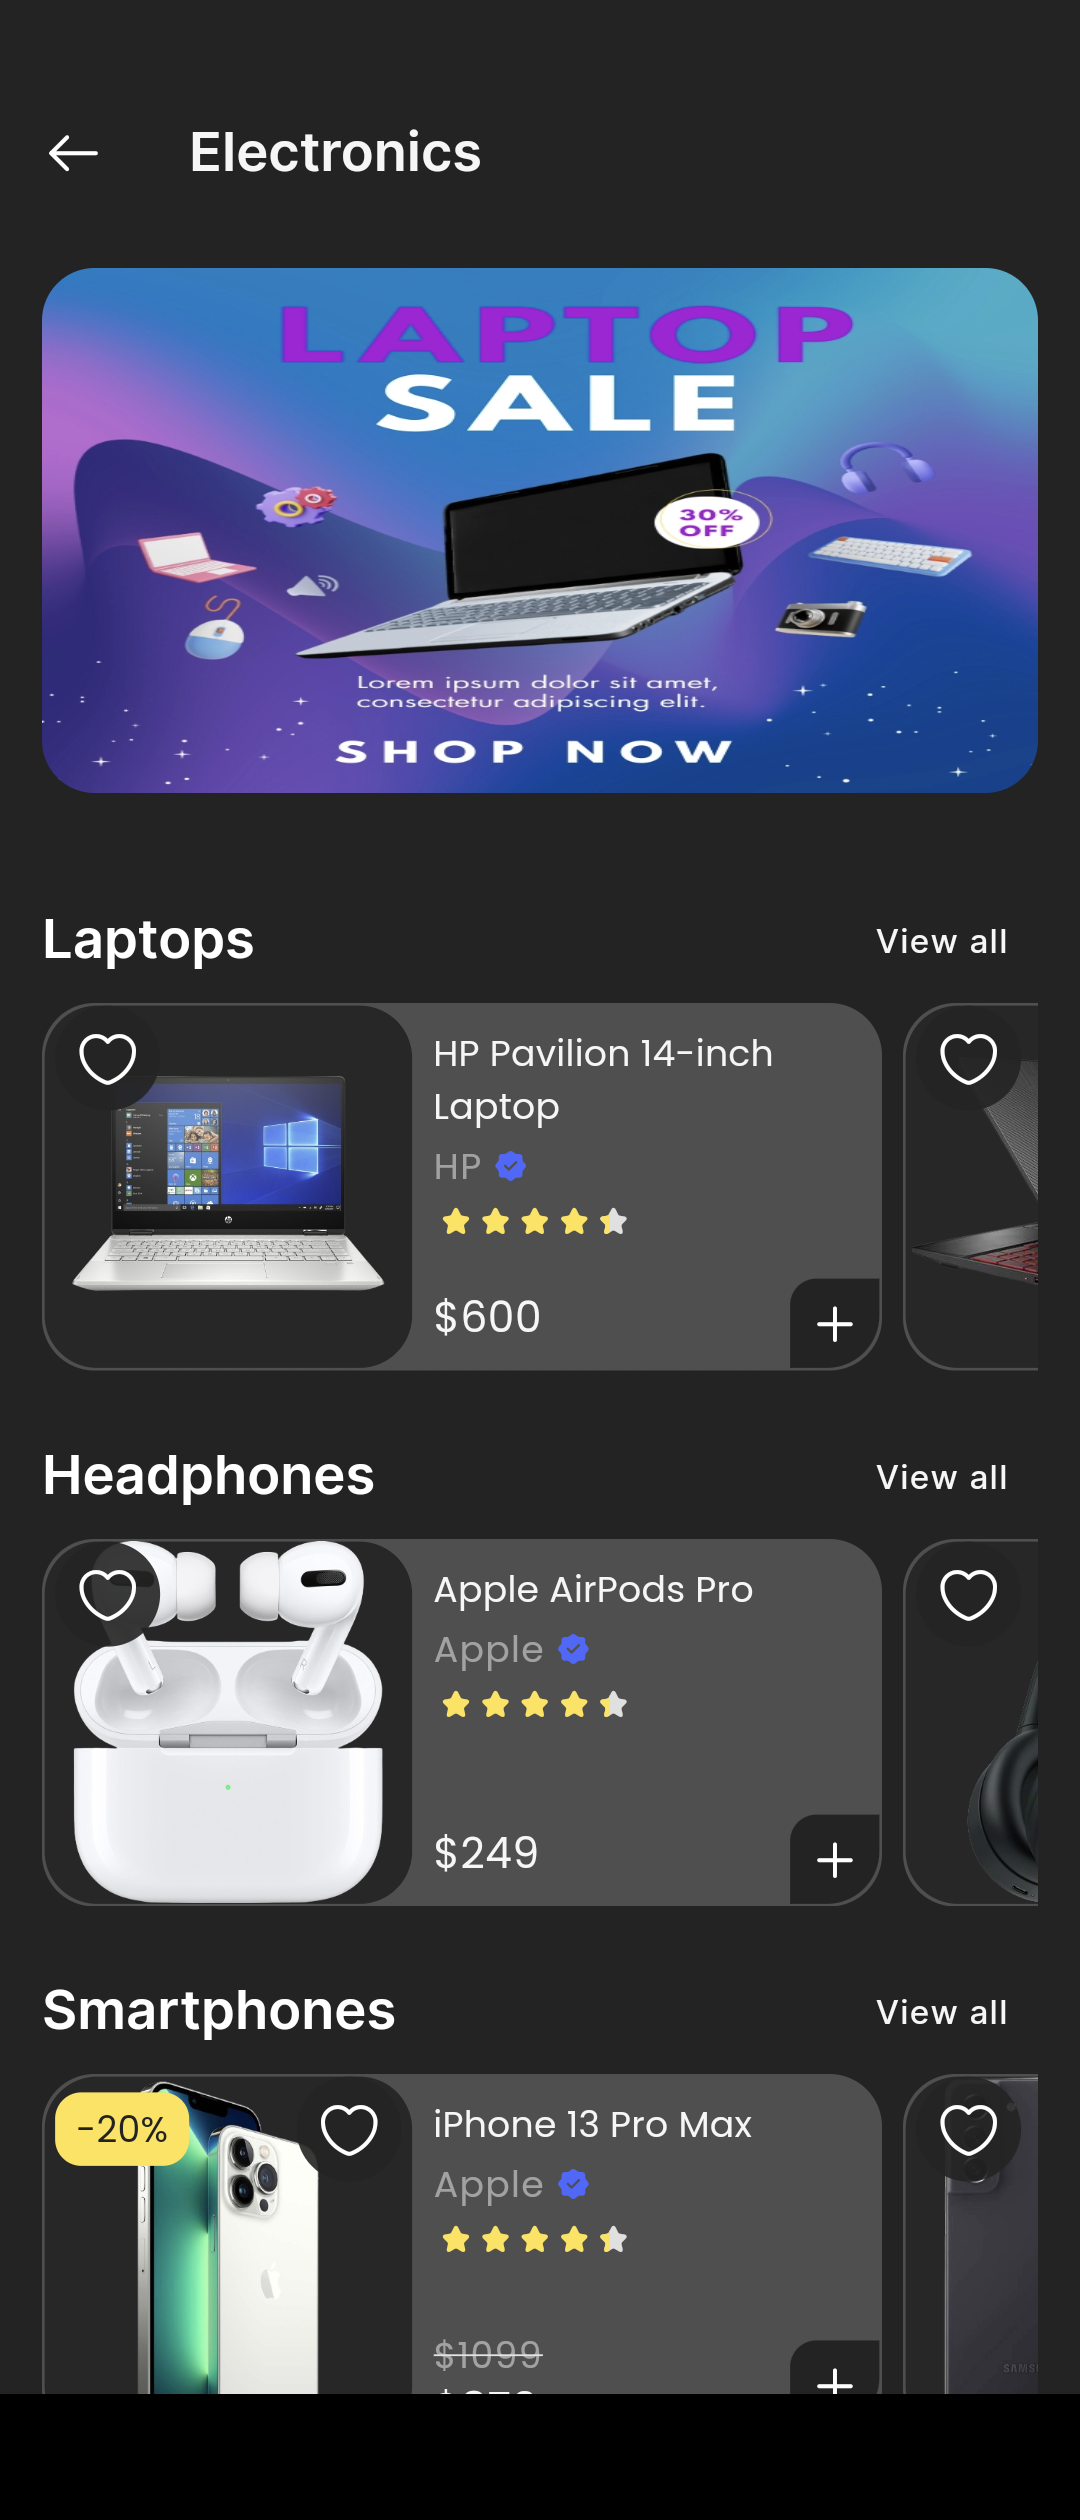 Electronics
LAPTOP
SALE
30%
OFF
Lorem ipsum dolor sit amet,
consectetur adipiscing elit.
SHOP NOW
Laptops
View all
HP Pavilion 14-inch
Laptop
HP
$600
Headphones
View all
Apple AirPods Pro
Apple
$249
Smartphones
View all
-20%
iPhone 13 Pro Max
Apple
$1099